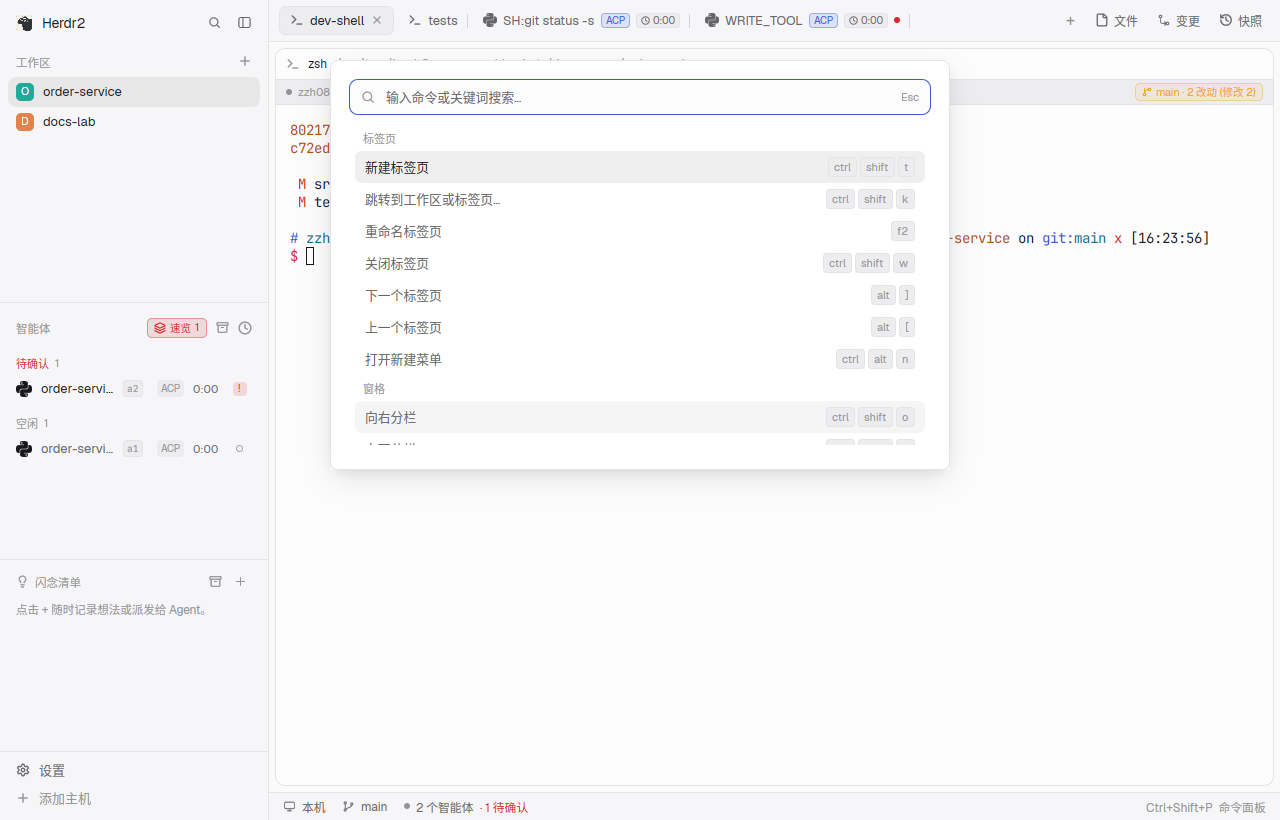 Herdr2
工作区
O order-service
D docs-lab
智能体
速览 1
待确认 1
order-servi... a2 ACP 0:00 !
空闲 1
order-servi... a1 ACP 0:00
闪念清单
点击 + 随时记录想法或派发给 Agent。
设置
添加主机
dev-shell
tests
SH:git status -s ACP 0:00
WRITE_TOOL ACP 0:00
文件
变更
快照
zsh
zzh08
main · 2 改动 (修改 2)
80217
c72ed
M sr
M te
# zzh
-service on git:main x [16:23:56]
$
输入命令或关键词搜索... Esc
标签页
新建标签页 ctrl shift t
跳转到工作区或标签页... ctrl shift k
重命名标签页 f2
关闭标签页 ctrl shift w
下一个标签页 alt ]
上一个标签页 alt [
打开新建菜单 ctrl alt n
窗格
向右分栏 ctrl shift o
本机
main
2 个智能体 · 1 待确认
Ctrl+Shift+P 命令面板